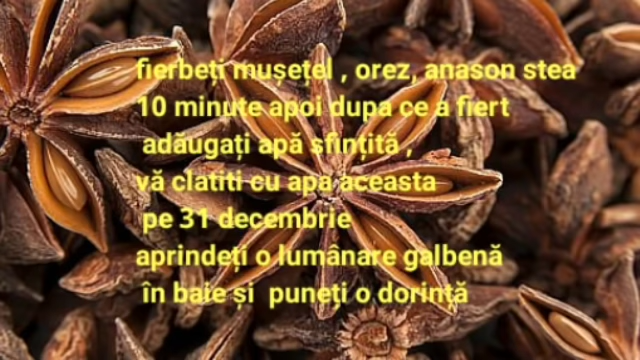 fierbeți mușețel , orez, anason stea
10 minute apoi dupa ce a fiert
adăugați apă sfințită ,
vă clatiti cu apa aceasta
pe 31 decembrie
aprindeți o lumânare galbenă
în baie și puneți o dorință